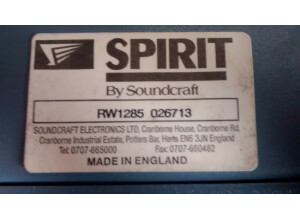 SPIRIT
By Soundcraft
RW1285 026713
SOUNDCRAFT ELECTRONICS LTD, Cranborne House, Cranborne Rd,
Cranborne Industrial Estate, Potters Bar, Herts EN6 3JN England
Tel: 0707-665000 Fax: 0707-660482
MADE IN ENGLAND